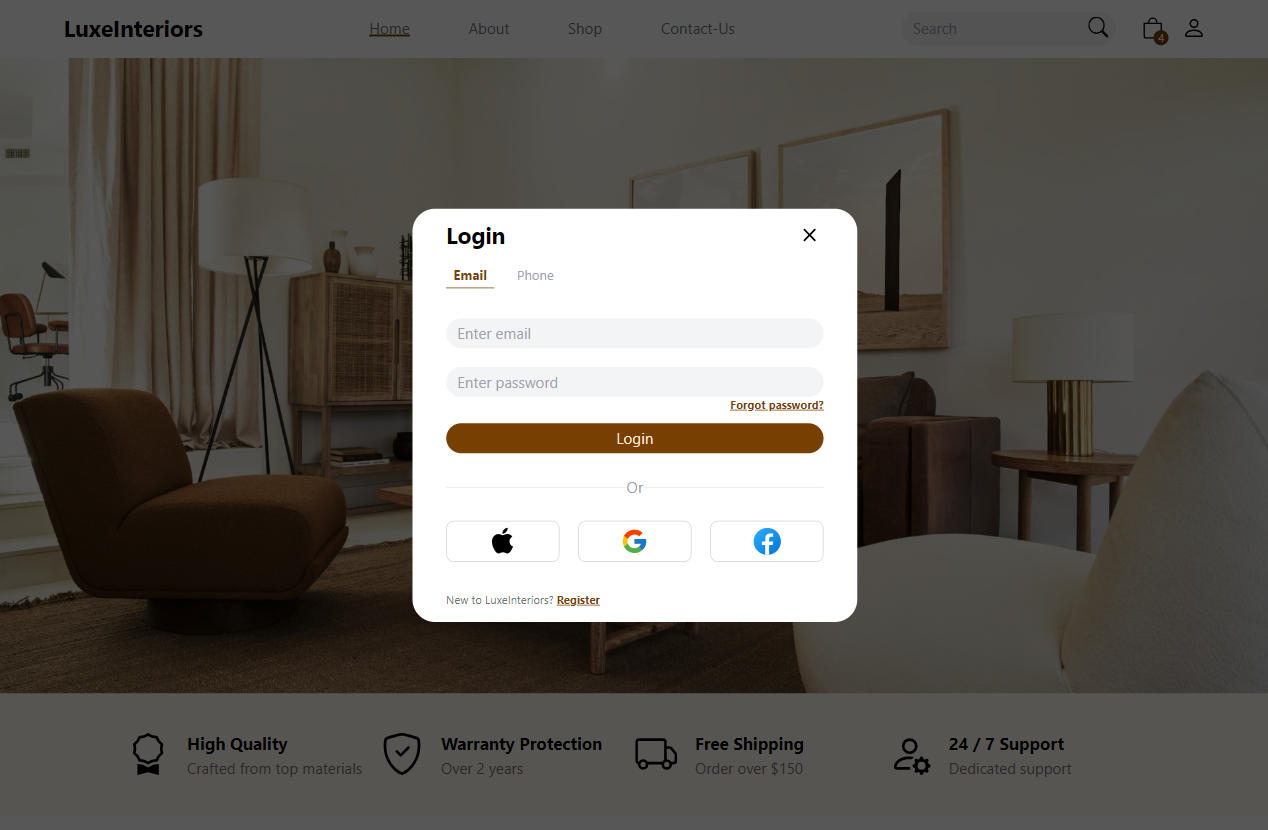 LuxeInteriors Home About Shop Contact-Us Search 4
Login
Email Phone
Enter email
Enter password
Forgot password?
Login
Or
New to LuxeInteriors? Register
High Quality Warranty Protection Free Shipping 24 / 7 Support
Crafted from top materials Over 2 years Order over $150 Dedicated support